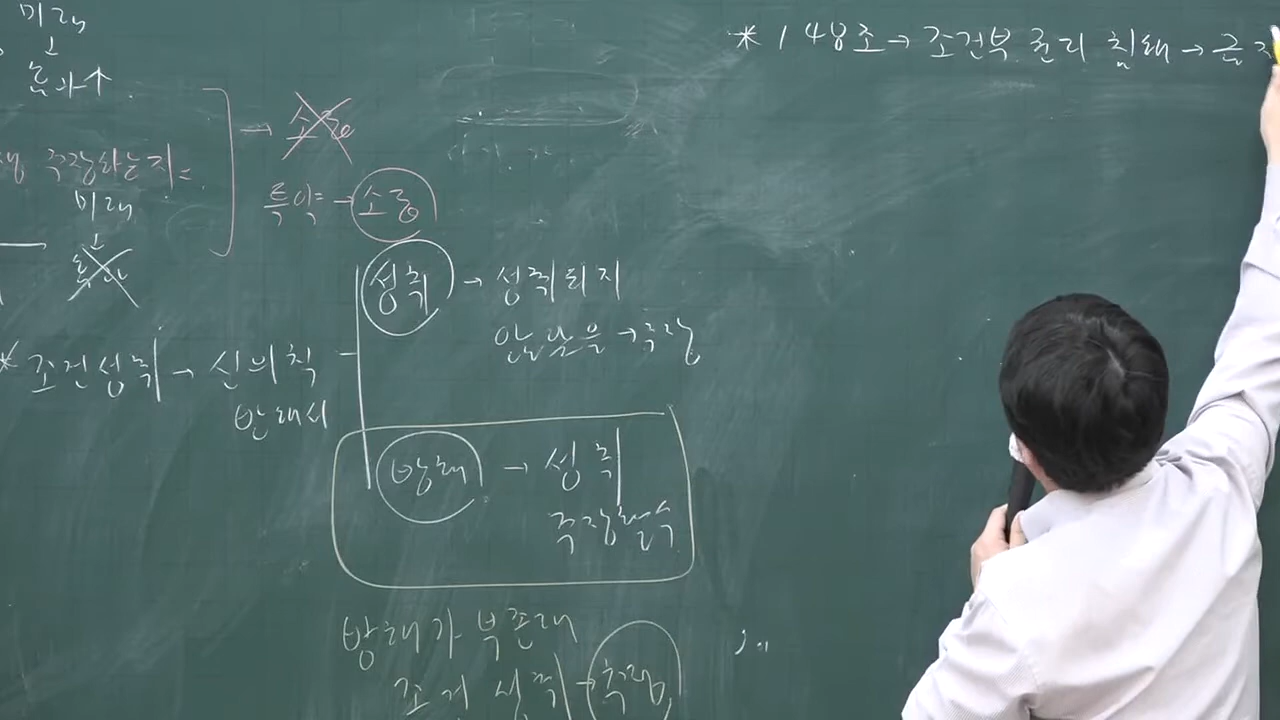 미래
↓
효과↑
주장하는지=
미래
↓
→ 소급
특약 → 소급
* 조건성취 → 신의칙
반해서
성취 → 성취되지
않았음 → 주장
방해 → 성취
주장할수
방해가 부존재
조건 성취 → 추정
* 148조 → 조건부 권리 침해 → 금지